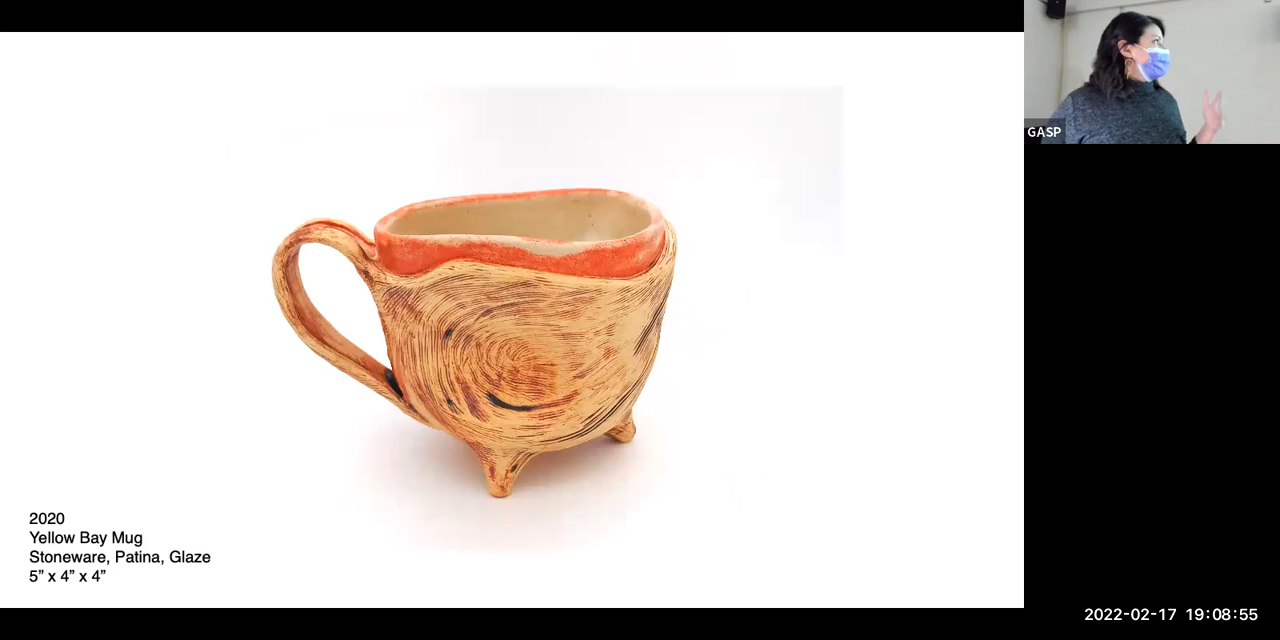 GASP
2020
Yellow Bay Mug
Stoneware, Patina, Glaze
5” x 4” x 4”
2022-02-17 19:08:55